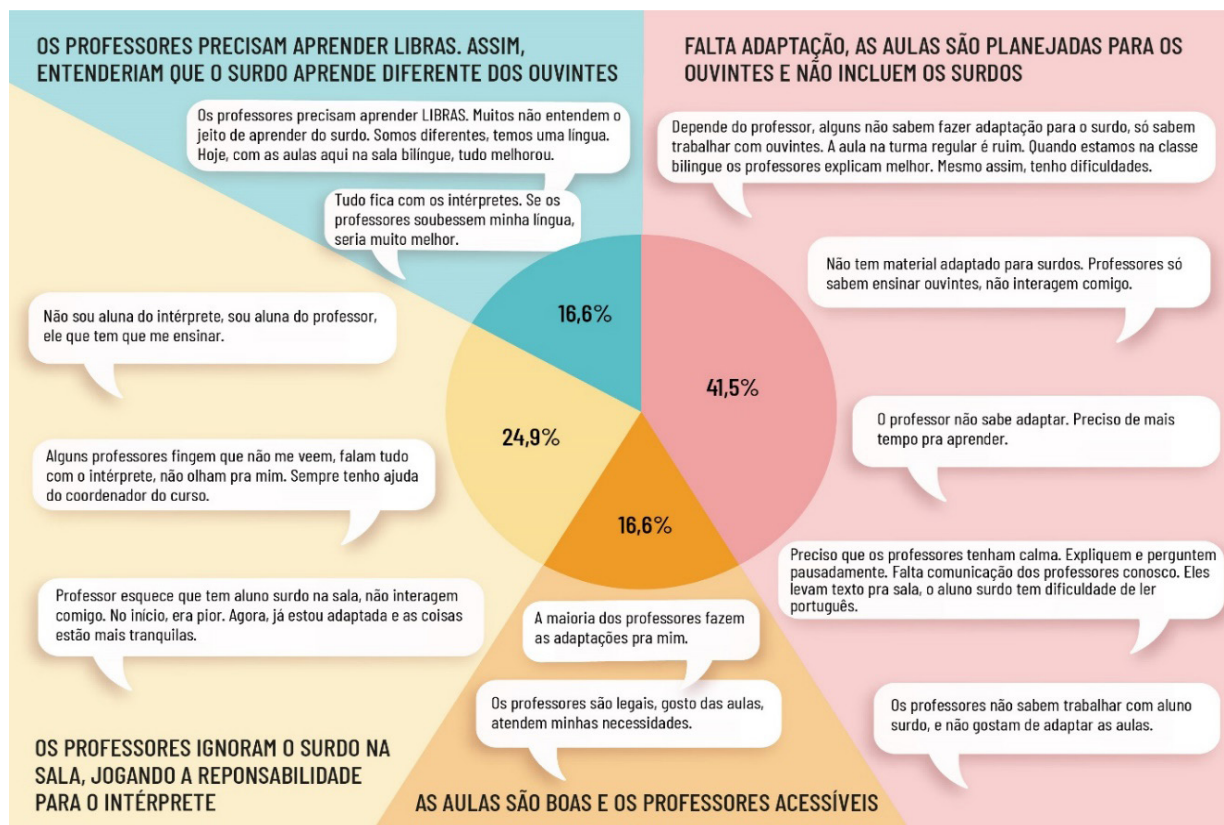 OS PROFESSORES PRECISAM APRENDER LIBRAS. ASSIM,
ENTENDERIAM QUE O SURDO APRENDE DIFERENTE DOS OUVINTES
Os professores precisam aprender LIBRAS. Muitos não entendem o
jeito de aprender do surdo. Somos diferentes, temos uma língua.
Hoje, com as aulas aqui na sala bilíngue, tudo melhorou.
Tudo fica com os intérpretes. Se os
professores soubessem minha língua,
seria muito melhor.
16,6%
FALTA ADAPTAÇÃO, AS AULAS SÃO PLANEJADAS PARA OS
OUVINTES E NÃO INCLUEM OS SURDOS
Depende do professor, alguns não sabem fazer adaptação para o surdo, só sabem
trabalhar com ouvintes. A aula na turma regular é ruim. Quando estamos na classe
bilingue os professores explicam melhor. Mesmo assim, tenho dificuldades.
Não tem material adaptado para surdos. Professores só
sabem ensinar ouvintes, não interagem comigo.
41,5%
O professor não sabe adaptar. Preciso de mais
tempo pra aprender.
Preciso que os professores tenham calma. Expliquem e perguntem
pausadamente. Falta comunicação dos professores conosco. Eles
levam texto pra sala, o aluno surdo tem dificuldade de ler
português.
Os professores não sabem trabalhar com aluno
surdo, e não gostam de adaptar as aulas.
Não sou aluna do intérprete, sou aluna do professor,
ele que tem que me ensinar.
24,9%
Alguns professores fingem que não me veem, falam tudo
com o intérprete, não olham pra mim. Sempre tenho ajuda
do coordenador do curso.
Professor esquece que tem aluno surdo na sala, não interagem
comigo. No início, era pior. Agora, já estou adaptada e as coisas
estão mais tranquilas.
OS PROFESSORES IGNORAM O SURDO NA
SALA, JOGANDO A REPONSABILIDADE
PARA O INTÉRPRETE
16,6%
A maioria dos professores fazem
as adaptações pra mim.
Os professores são legais, gosto das aulas,
atendem minhas necessidades.
AS AULAS SÃO BOAS E OS PROFESSORES ACESSÍVEIS